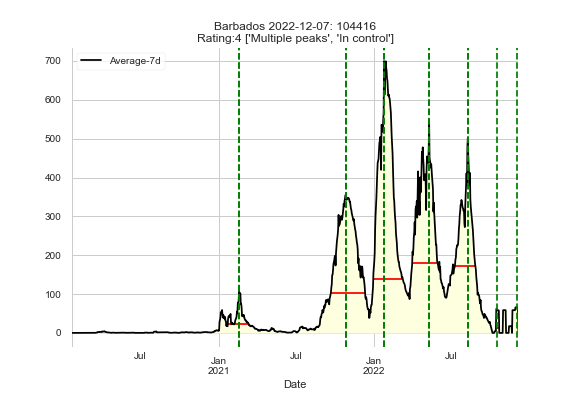 Barbados 2022-12-07: 104416
Rating:4 ['Multiple peaks', 'In control']
Average-7d
700
600
500
400
300
200
100
0
Jul
Jan
2021
Jul
Jan
2022
Jul
Date